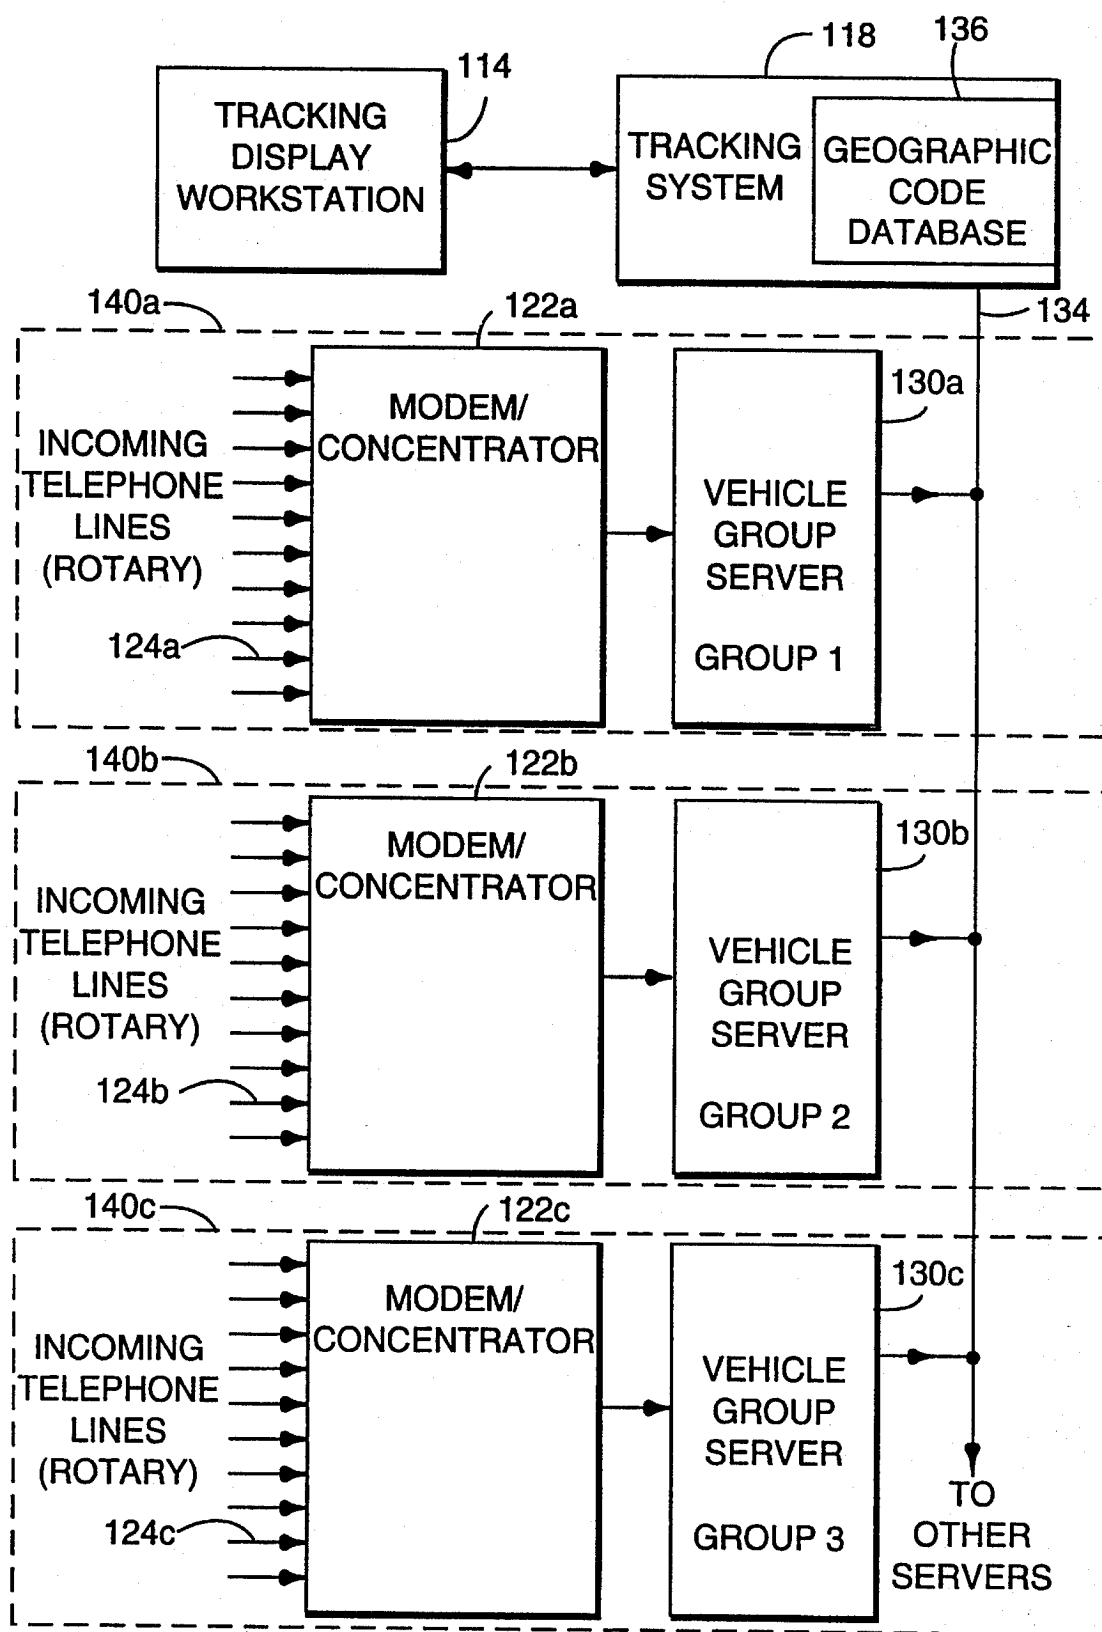 118
136
114
TRACKING
DISPLAY
WORKSTATION
TRACKING
SYSTEM
GEOGRAPHIC
CODE
DATABASE
140a
122a
134
130a
MODEM/
CONCENTRATOR
INCOMING
TELEPHONE
LINES
(ROTARY)
124a
VEHICLE
GROUP
SERVER
GROUP 1
140b
122b
130b
MODEM/
CONCENTRATOR
INCOMING
TELEPHONE
LINES
(ROTARY)
124b
VEHICLE
GROUP
SERVER
GROUP 2
140c
122c
130c
MODEM/
CONCENTRATOR
INCOMING
TELEPHONE
LINES
(ROTARY)
124c
VEHICLE
GROUP
SERVER
GROUP 3
TO
OTHER
SERVERS